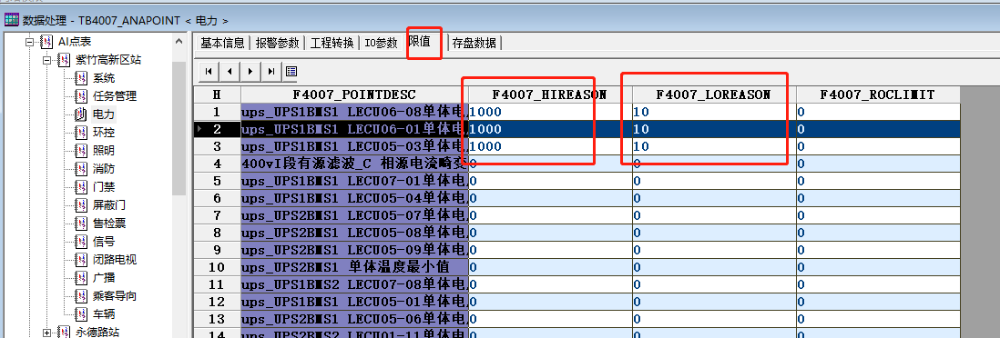 数据处理 - TB4007_ANAPOINT < 电力 >
AI点表
紫竹高新区站
系统
任务管理
电力
环控
照明
消防
门禁
屏蔽门
售检票
信号
闭路电视
广播
乘客导向
车辆
永德路站
基本信息 报警参数 工程转换 IO参数 限值 存盘数据
H F4007_POINTDESC F4007_HIREASON F4007_LOREASON F4007_ROCLIMIT
1 ups_UPS1BMS1 LECU06-08单体电 1000 10 0
2 ups_UPS1BMS1 LECU06-01单体电 1000 10 0
3 ups_UPS1BMS1 LECU05-03单体电 1000 10 0
4 400vI段有源滤波_C 相源电流畸变 0 0 0
5 ups_UPS1BMS1 LECU07-01单体电 0 0 0
6 ups_UPS1BMS1 LECU05-04单体电 0 0 0
7 ups_UPS2BMS1 LECU05-07单体电 0 0 0
8 ups_UPS2BMS1 LECU05-08单体电 0 0 0
9 ups_UPS2BMS1 LECU05-09单体电 0 0 0
10 ups_UPS2BMS1 单体温度最小值 0 0 0
11 ups_UPS1BMS2 LECU07-08单体电 0 0 0
12 ups_UPS1BMS1 LECU05-01单体电 0 0 0
13 ups_UPS2BMS1 LECU05-06单体电 0 0 0
14 ups_UPS2BMS2 LECU01-11单体电 0 0 0